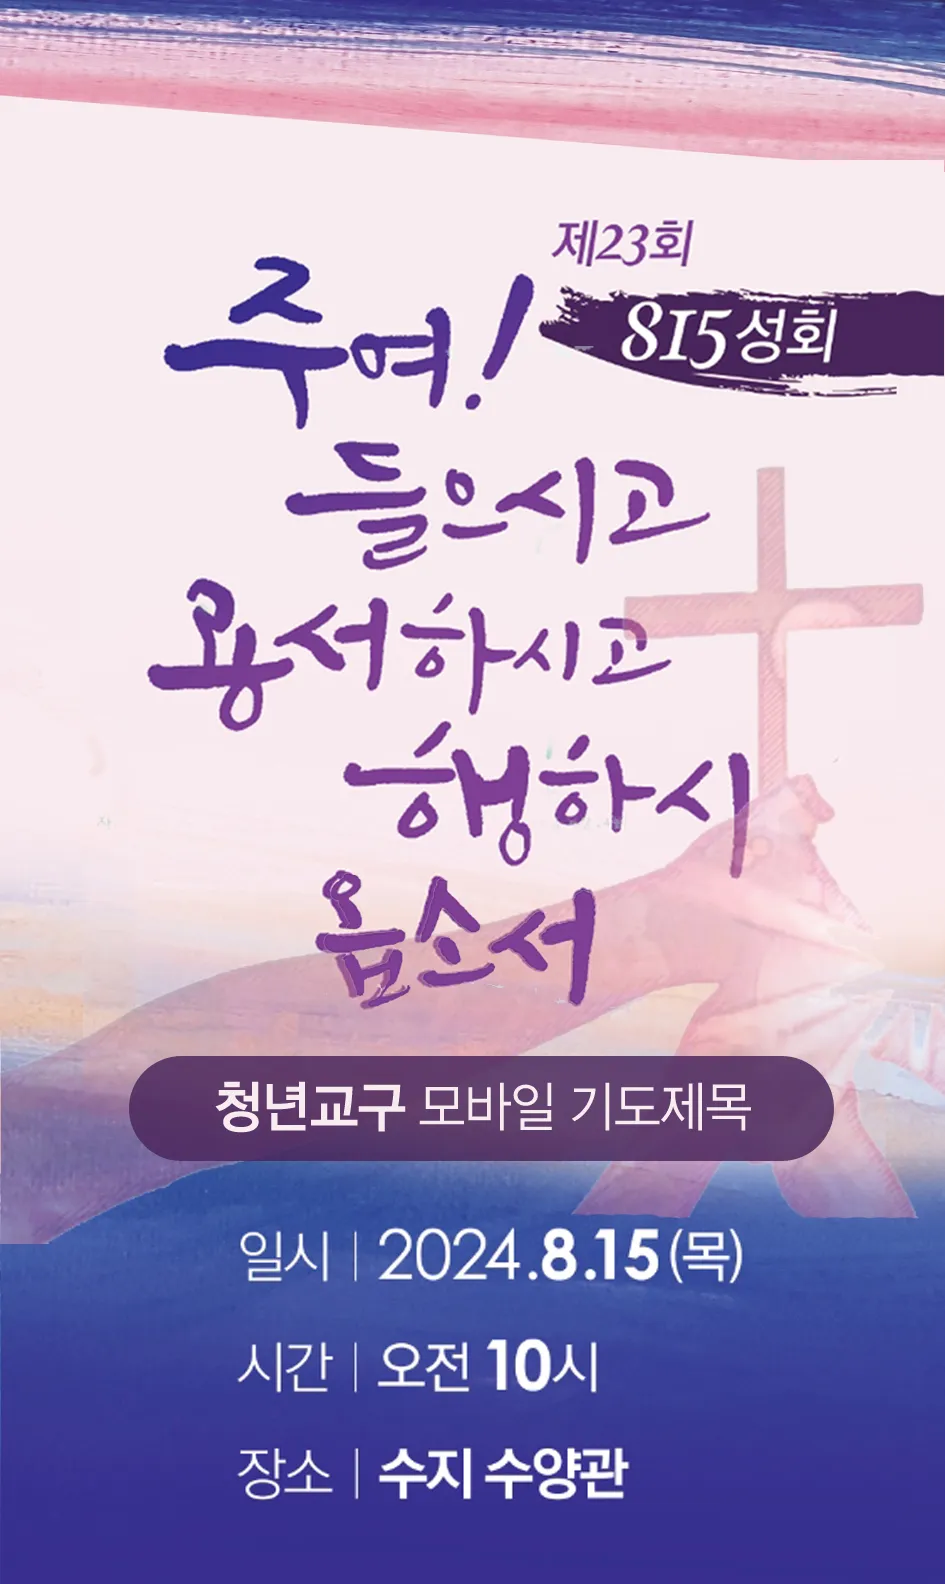 제23회
815성회
주여!
들으시고
용서하시고
행하시
옵소서
청년교구 모바일 기도제목
일시 | 2024.8.15(목)
시간 | 오전 10시
장소 | 수지 수양관